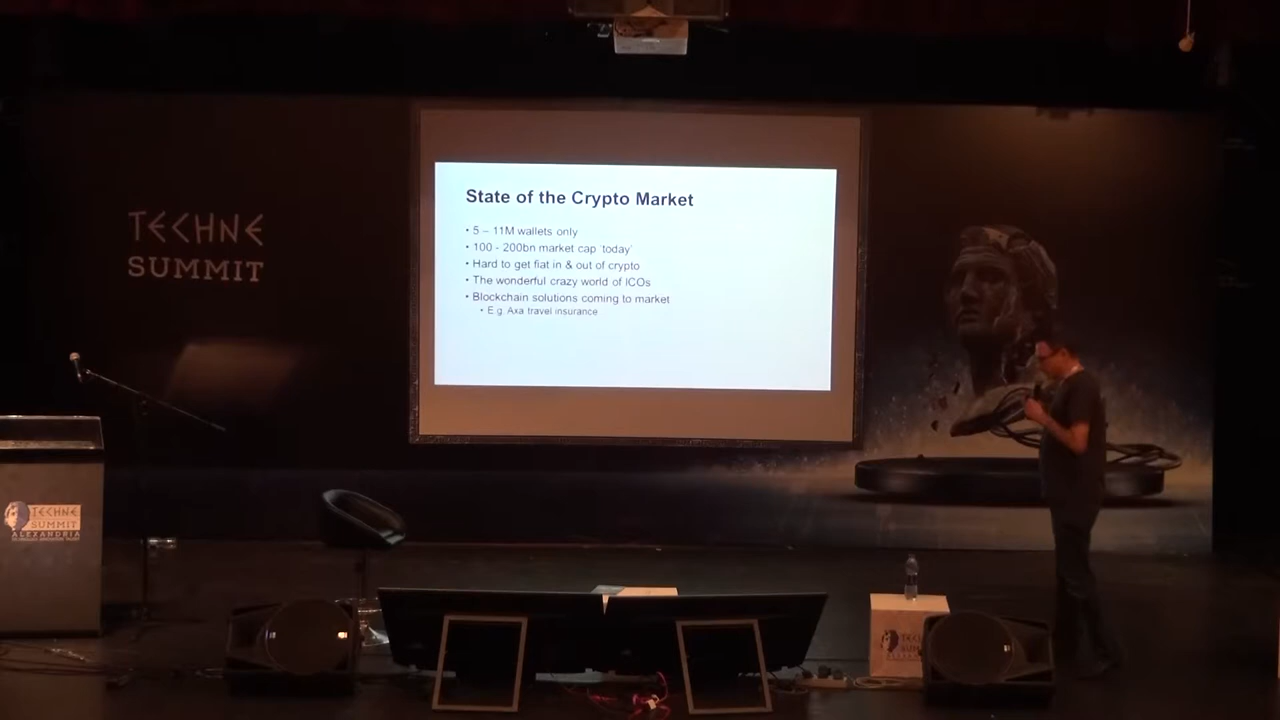 TECHNE
SUMMIT
State of the Crypto Market
• 5 – 11M wallets only
• 100 - 200bn market cap 'today'
• Hard to get fiat in & out of crypto
• The wonderful crazy world of ICOs
• Blockchain solutions coming to market
• E.g. Axa travel insurance
TECHNE
SUMMIT
ALEXANDRIA
TECHNE